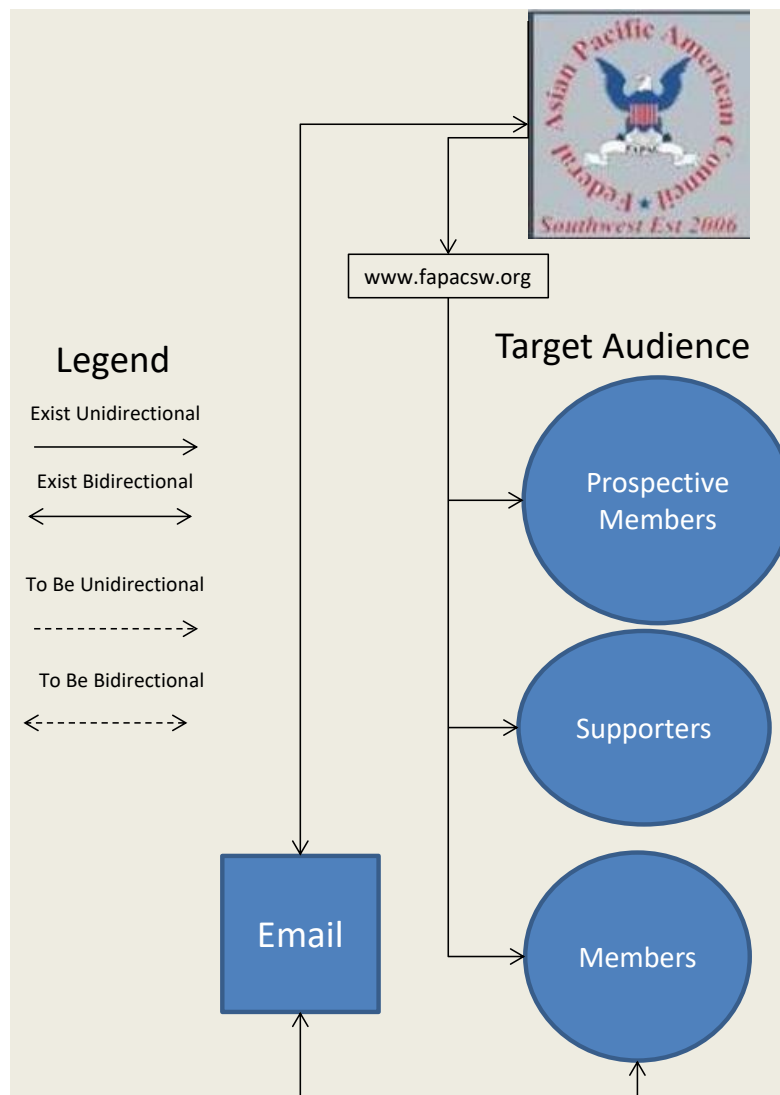 Federal Asian Pacific American Council
FAPAC
Southwest Est 2006
www.fapacsw.org
Legend
Target Audience
Exist Unidirectional
Exist Bidirectional
To Be Unidirectional
To Be Bidirectional
Prospective
Members
Supporters
Email
Members